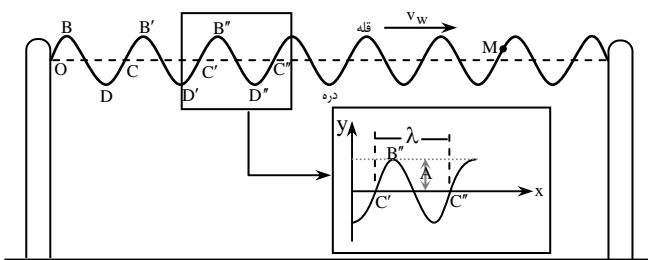 B B′ B″ قله v_w
M
O C C′ C″
D D′ D″ دره
y λ
B″
A
C′ C″ x